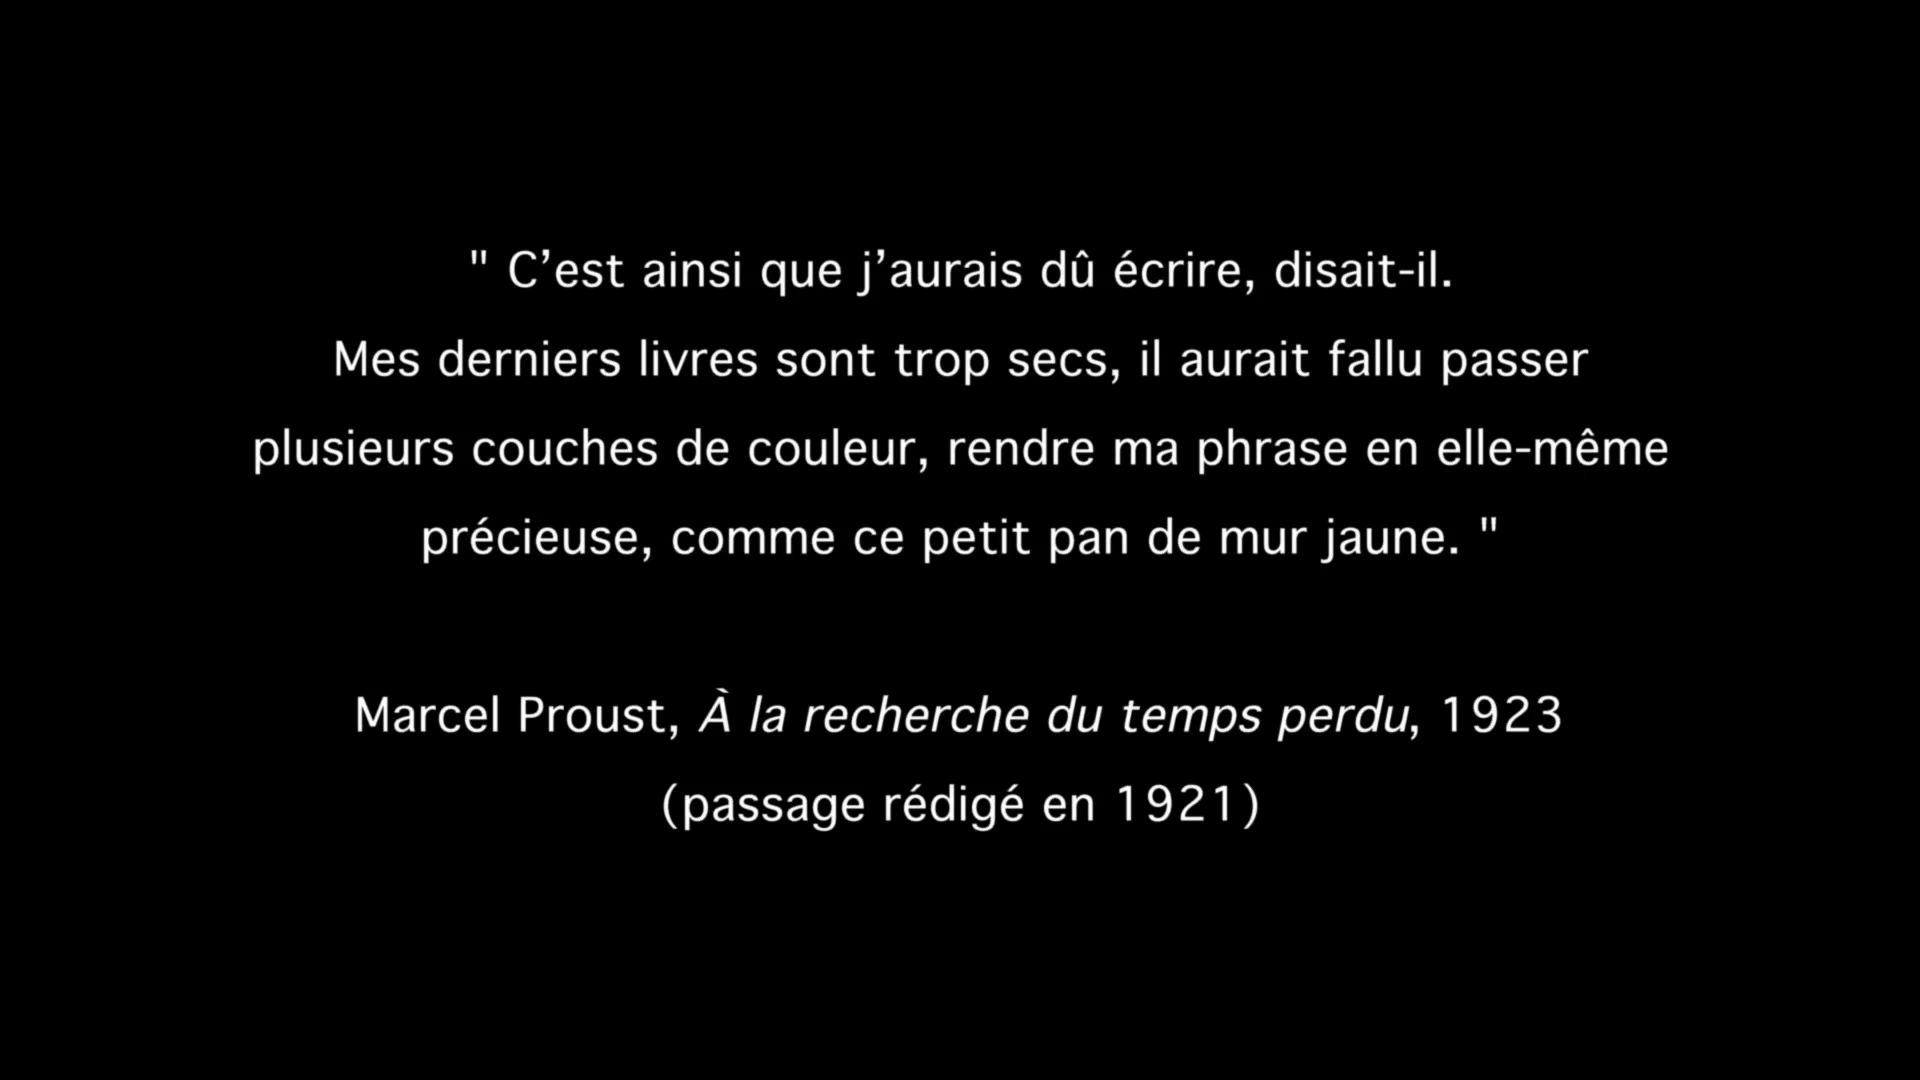 " C’est ainsi que j’aurais dû écrire, disait-il.
Mes derniers livres sont trop secs, il aurait fallu passer
plusieurs couches de couleur, rendre ma phrase en elle-même
précieuse, comme ce petit pan de mur jaune. "
Marcel Proust, À la recherche du temps perdu, 1923
(passage rédigé en 1921)